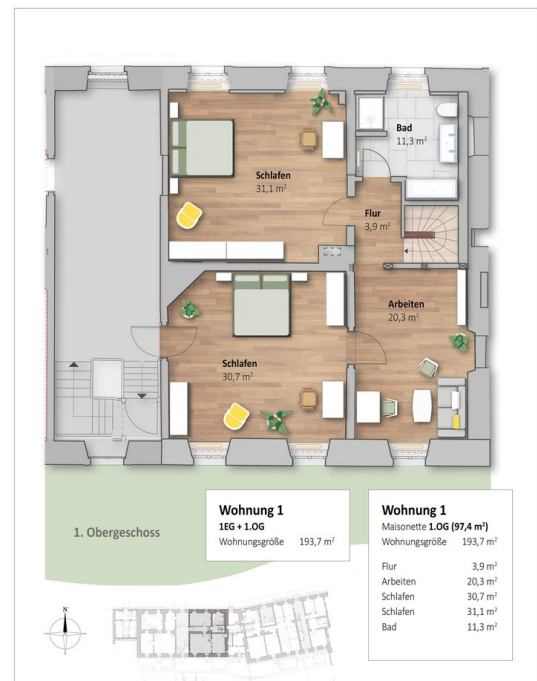 Bad
11,3 m²
Schlafen
31,1 m²
Flur
3,9 m²
Arbeiten
20,3 m²
Schlafen
30,7 m²
1. Obergeschoss
Wohnung 1
1EG + 1.OG
Wohnungsgröße 193,7 m²
Wohnung 1
Maisonette 1.OG (97,4 m²)
Wohnungsgröße 193,7 m²
Flur 3,9 m²
Arbeiten 20,3 m²
Schlafen 30,7 m²
Schlafen 31,1 m²
Bad 11,3 m²
N